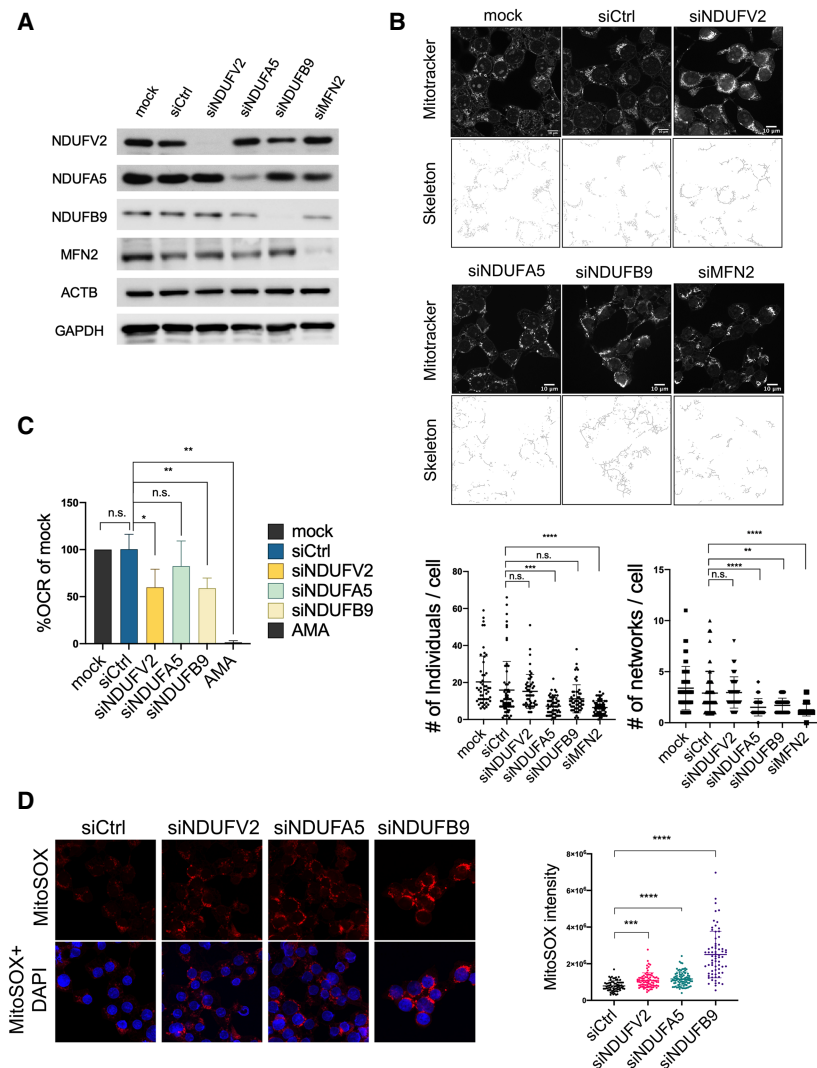 A
mock
siCtrl
siNDUFV2
siNDUFA5
siNDUFB9
siMFN2
NDUFV2
NDUFA5
NDUFB9
MFN2
ACTB
GAPDH
B
mock siCtrl siNDUFV2
Mitotracker
10 µm
Skeleton
siNDUFA5 siNDUFB9 siMFN2
Mitotracker
10 µm 10 µm 10 µm
Skeleton
C
**
**
n.s.
n.s. *
150
100
50
0
%OCR of mock
mock
siCtrl
siNDUFV2
siNDUFA5
siNDUFB9
AMA
mock
siCtrl
siNDUFV2
siNDUFA5
siNDUFB9
AMA
****
n.s.
***
n.s.
80
60
40
20
0
# of Individuals / cell
mock
siCtrl
siNDUFV2
siNDUFA5
siNDUFB9
siMFN2
****
**
****
n.s.
15
10
5
0
# of networks / cell
mock
siCtrl
siNDUFV2
siNDUFA5
siNDUFB9
siMFN2
D
siCtrl siNDUFV2 siNDUFA5 siNDUFB9
MitoSOX
MitoSOX+
DAPI
****
****
***
8×10⁶
6×10⁶
4×10⁶
2×10⁶
0
MitoSOX intensity
siCtrl
siNDUFV2
siNDUFA5
siNDUFB9